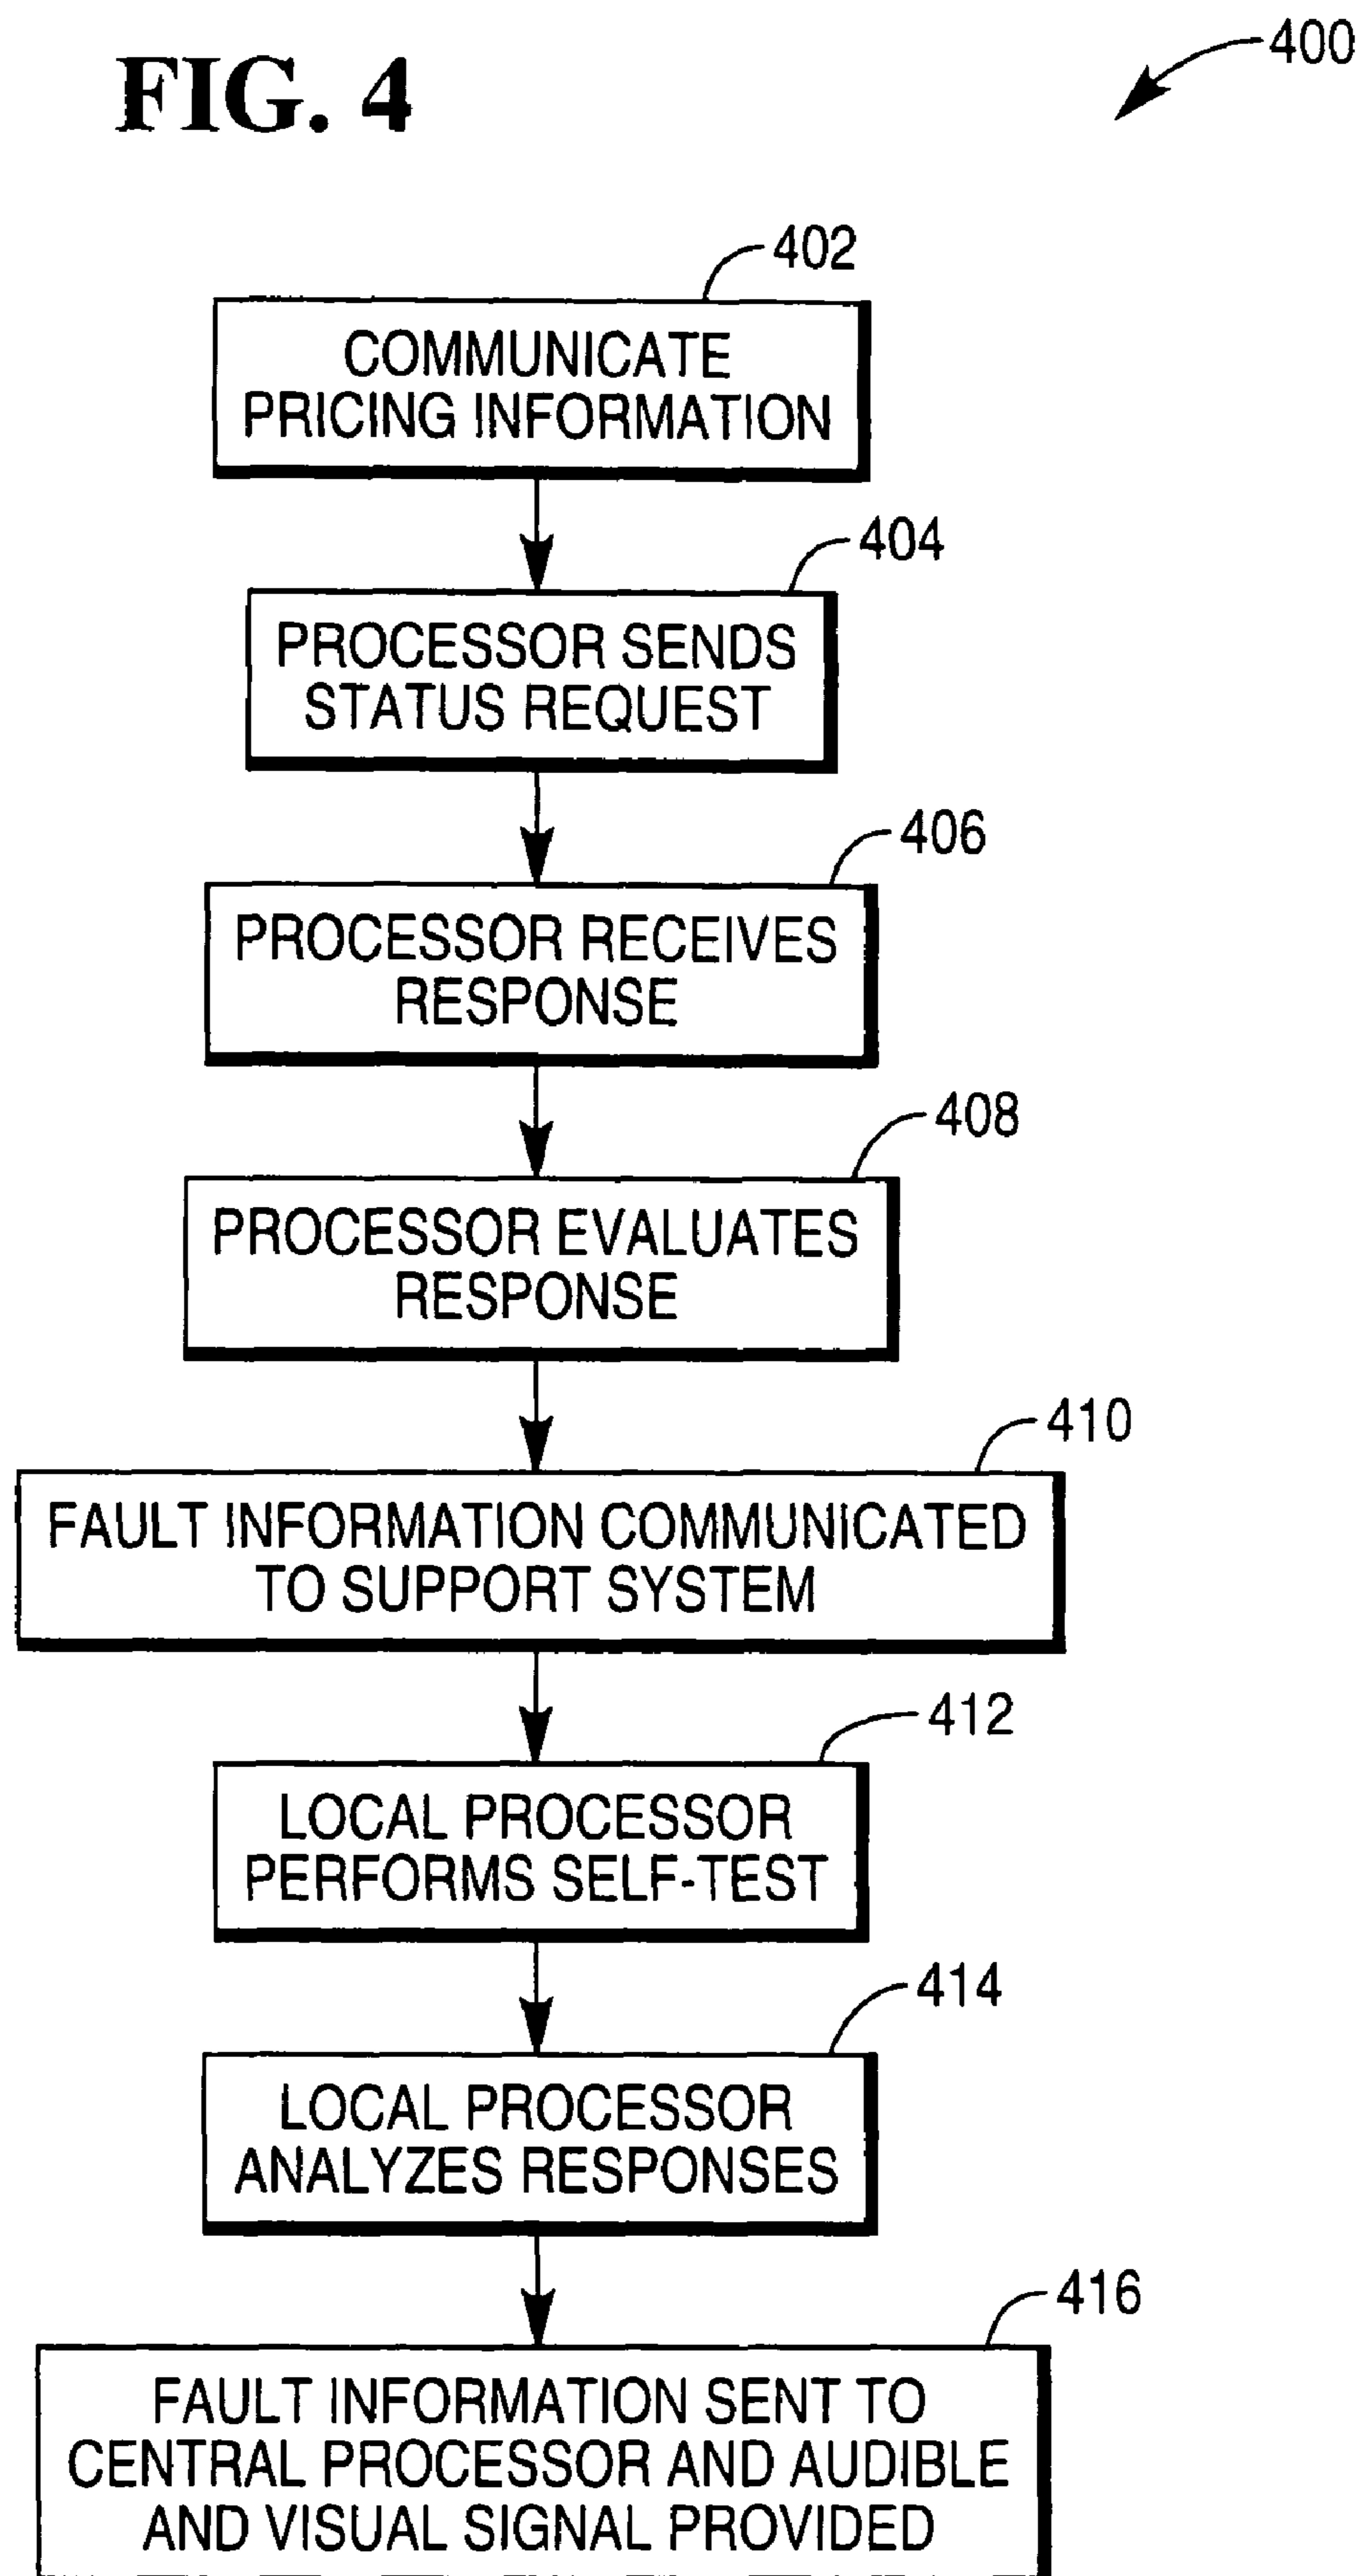 FIG. 4
400
402
COMMUNICATE
PRICING INFORMATION
404
PROCESSOR SENDS
STATUS REQUEST
406
PROCESSOR RECEIVES
RESPONSE
408
PROCESSOR EVALUATES
RESPONSE
410
FAULT INFORMATION COMMUNICATED
TO SUPPORT SYSTEM
412
LOCAL PROCESSOR
PERFORMS SELF-TEST
414
LOCAL PROCESSOR
ANALYZES RESPONSES
416
FAULT INFORMATION SENT TO
CENTRAL PROCESSOR AND AUDIBLE
AND VISUAL SIGNAL PROVIDED